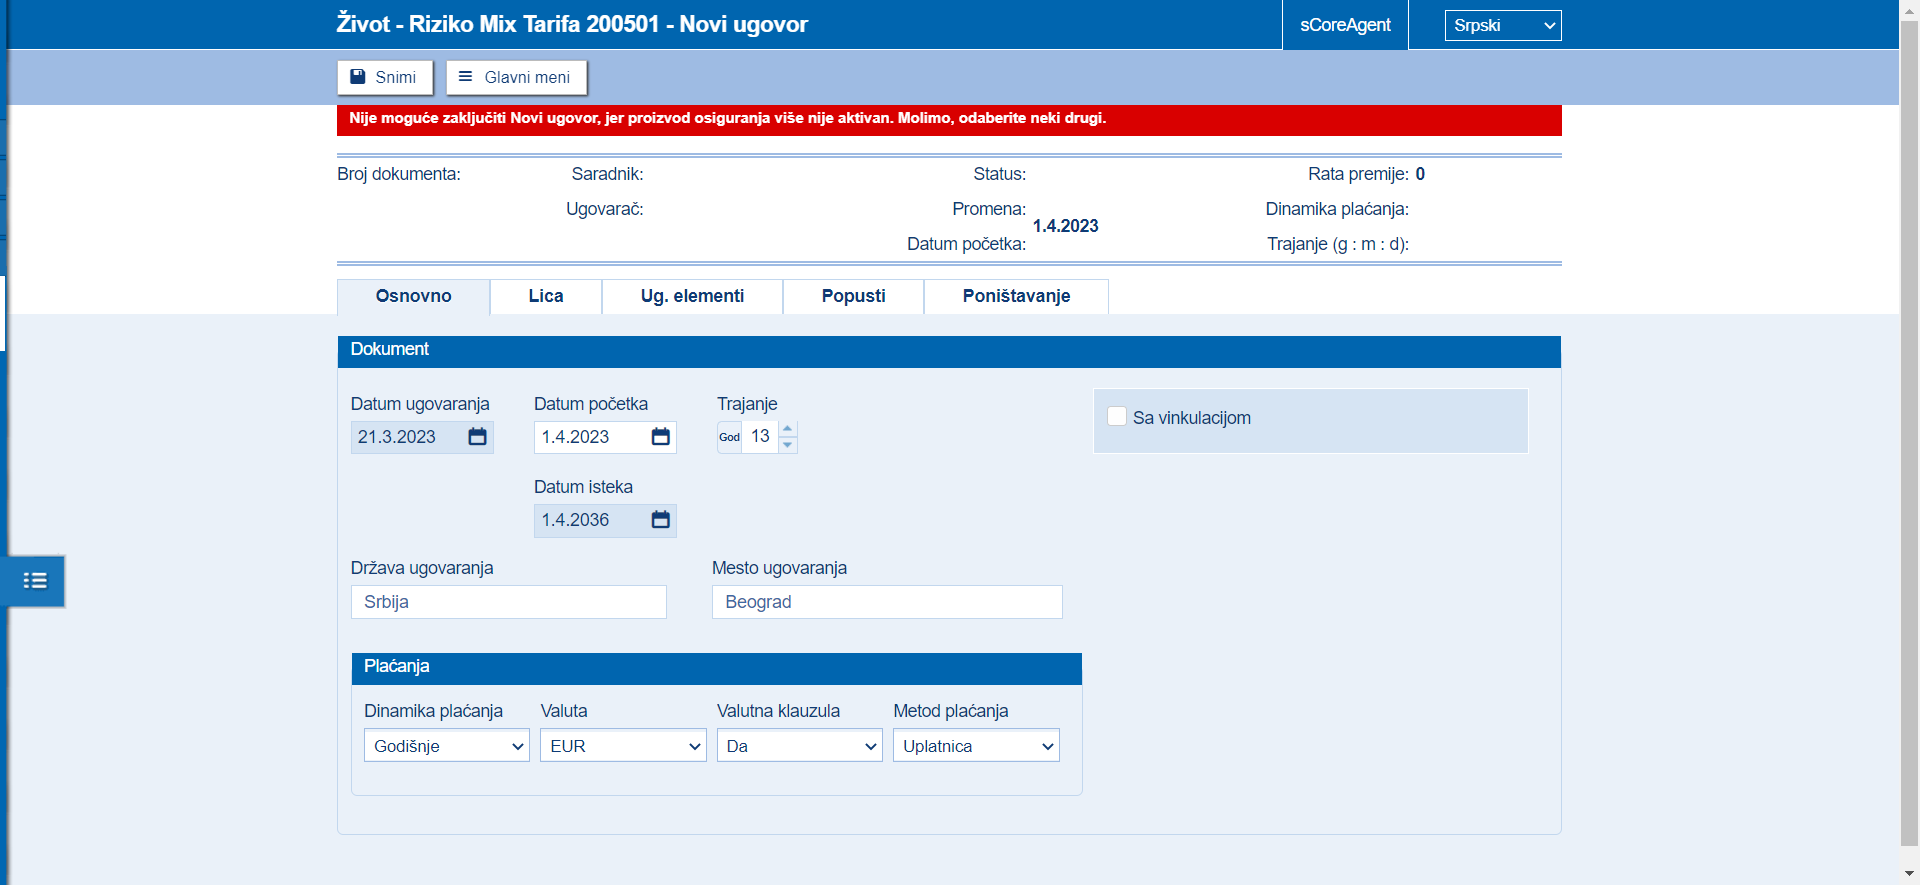 Život - Riziko Mix Tarifa 200501 - Novi ugovor
sCoreAgent
Srpski
Snimi
Glavni meni
Nije moguće zaključiti Novi ugovor, jer proizvod osiguranja više nije aktivan. Molimo, odaberite neki drugi.
Broj dokumenta: Saradnik: Status: Rata premije: 0
Ugovarač: Promena: Dinamika plaćanja:
1.4.2023
Datum početka: Trajanje (g : m : d):
Osnovno Lica Ug. elementi Popusti Poništavanje
Dokument
Datum ugovaranja Datum početka Trajanje
Sa vinkulacijom
21.3.2023 1.4.2023 God 13
Datum isteka
1.4.2036
Država ugovaranja Mesto ugovaranja
Srbija Beograd
Plaćanja
Dinamika plaćanja Valuta Valutna klauzula Metod plaćanja
Godišnje EUR Da Uplatnica